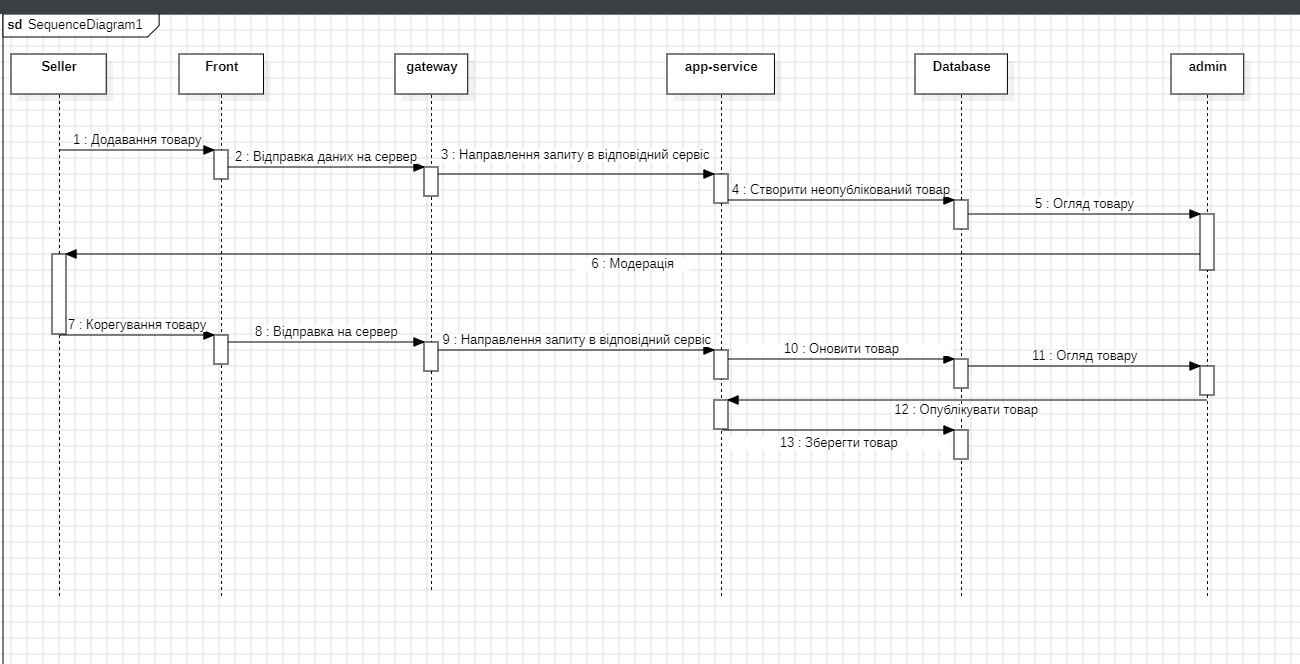 sd SequenceDiagram1
Seller
Front
gateway
app-service
Database
admin
1 : Додавання товару
2 : Відправка даних на сервер
3 : Направлення запиту в відповідний сервіс
4 : Створити неопублікований товар
5 : Огляд товару
6 : Модерація
7 : Корегування товару
8 : Відправка на сервер
9 : Направлення запиту в відповідний сервіс
10 : Оновити товар
11 : Огляд товару
12 : Опублікувати товар
13 : Зберегти товар